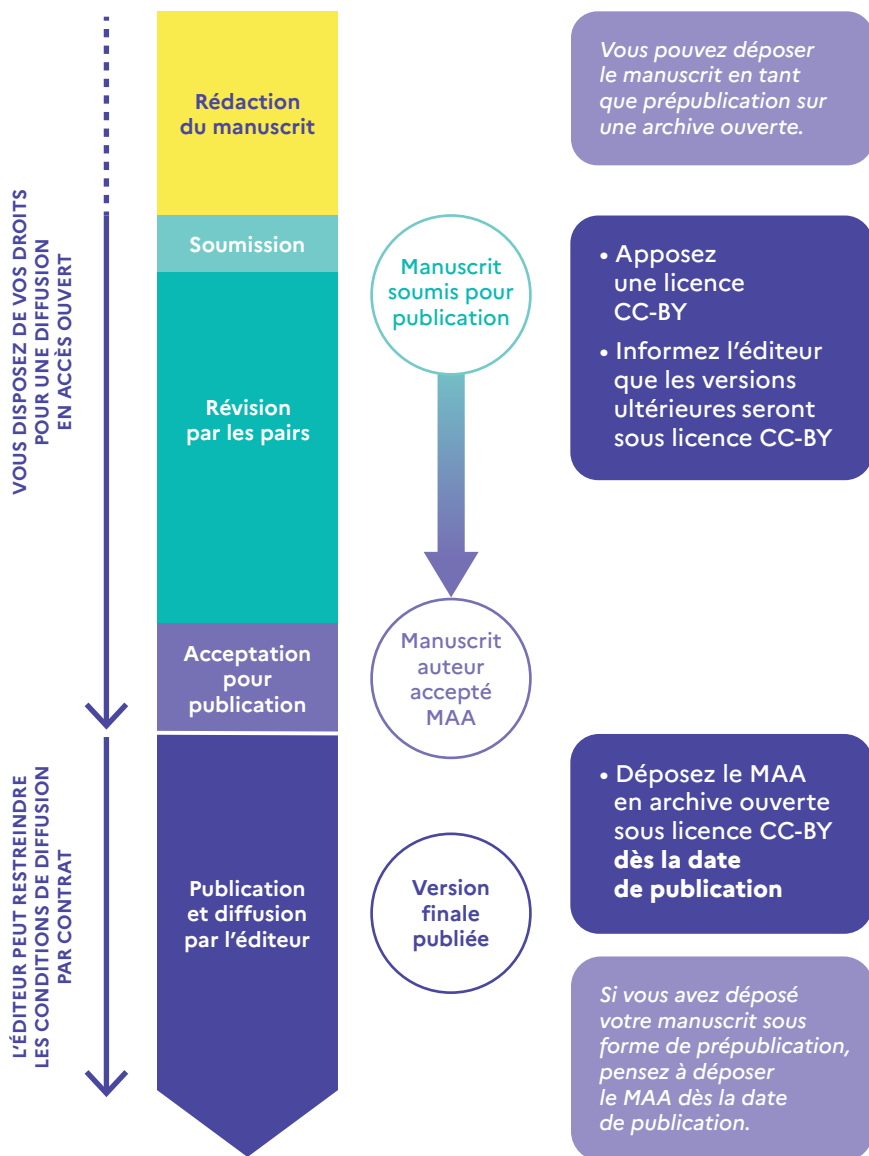 Rédaction
du manuscrit
Vous pouvez déposer
le manuscrit en tant
que prépublication sur
une archive ouverte.
VOUS DISPOSEZ DE VOS DROITS
POUR UNE DIFFUSION
EN ACCÈS OUVERT
Soumission
Manuscrit
soumis pour
publication
• Apposez
une licence
CC-BY
• Informez l’éditeur
que les versions
ultérieures seront
sous licence CC-BY
Révision
par les pairs
Acceptation
pour
publication
Manuscrit
auteur
accepté
MAA
L’ÉDITEUR PEUT RESTREINDRE
LES CONDITIONS DE DIFFUSION
PAR CONTRAT
Publication
et diffusion
par l’éditeur
Version
finale
publiée
• Déposez le MAA
en archive ouverte
sous licence CC-BY
dès la date
de publication
Si vous avez déposé
votre manuscrit sous
forme de prépublication,
pensez à déposer
le MAA dès la date
de publication.